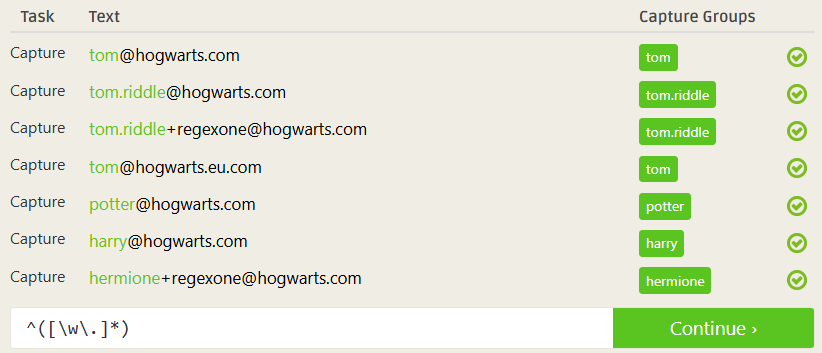 Task Text Capture Groups
Capture tom@hogwarts.com tom
Capture tom.riddle@hogwarts.com tom.riddle
Capture tom.riddle+regexone@hogwarts.com tom.riddle
Capture tom@hogwarts.eu.com tom
Capture potter@hogwarts.com potter
Capture harry@hogwarts.com harry
Capture hermione+regexone@hogwarts.com hermione
^([\w\.]*) Continue ›